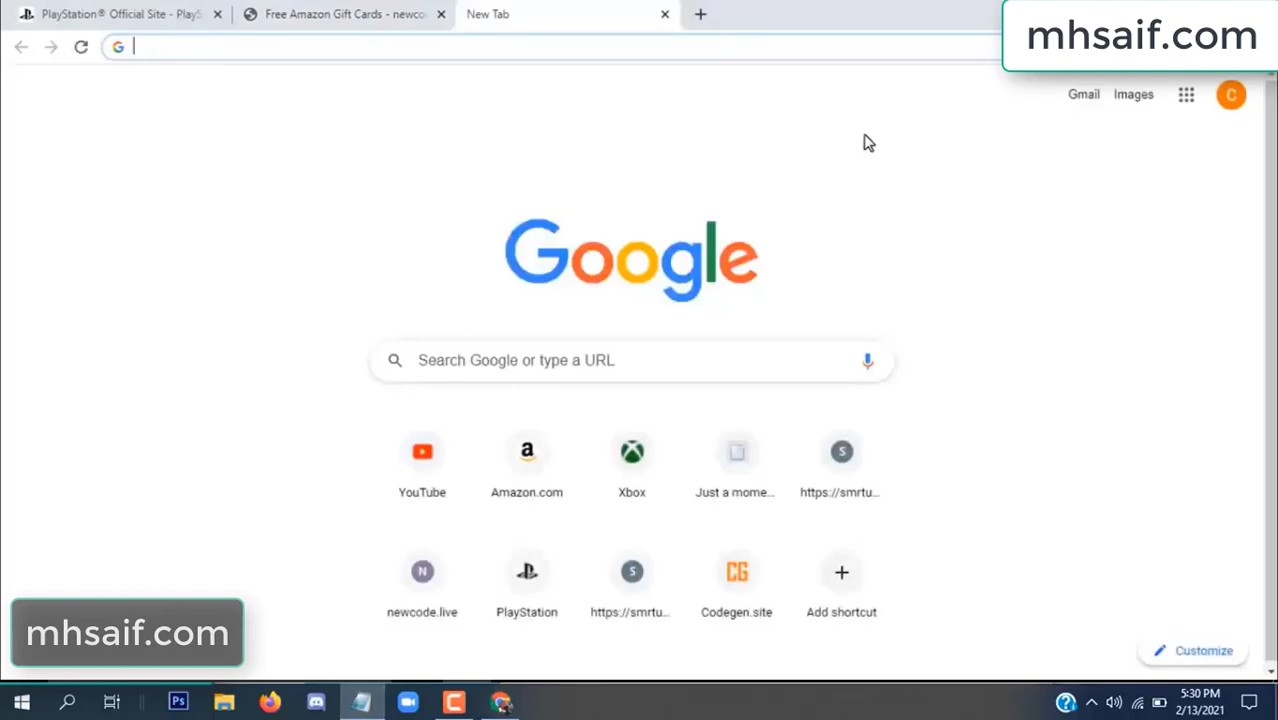 PlayStation® Official Site - PlayS
Free Amazon Gift Cards - newco
New Tab
mhsaif.com
Gmail
Images
C
Google
Search Google or type a URL
YouTube
Amazon.com
Xbox
Just a mome...
S
https://smrtu...
N
newcode.live
PlayStation
S
https://smrtu...
CG
Codegen.site
Add shortcut
mhsaif.com
Customize
Ps
5:30 PM
2/13/2021